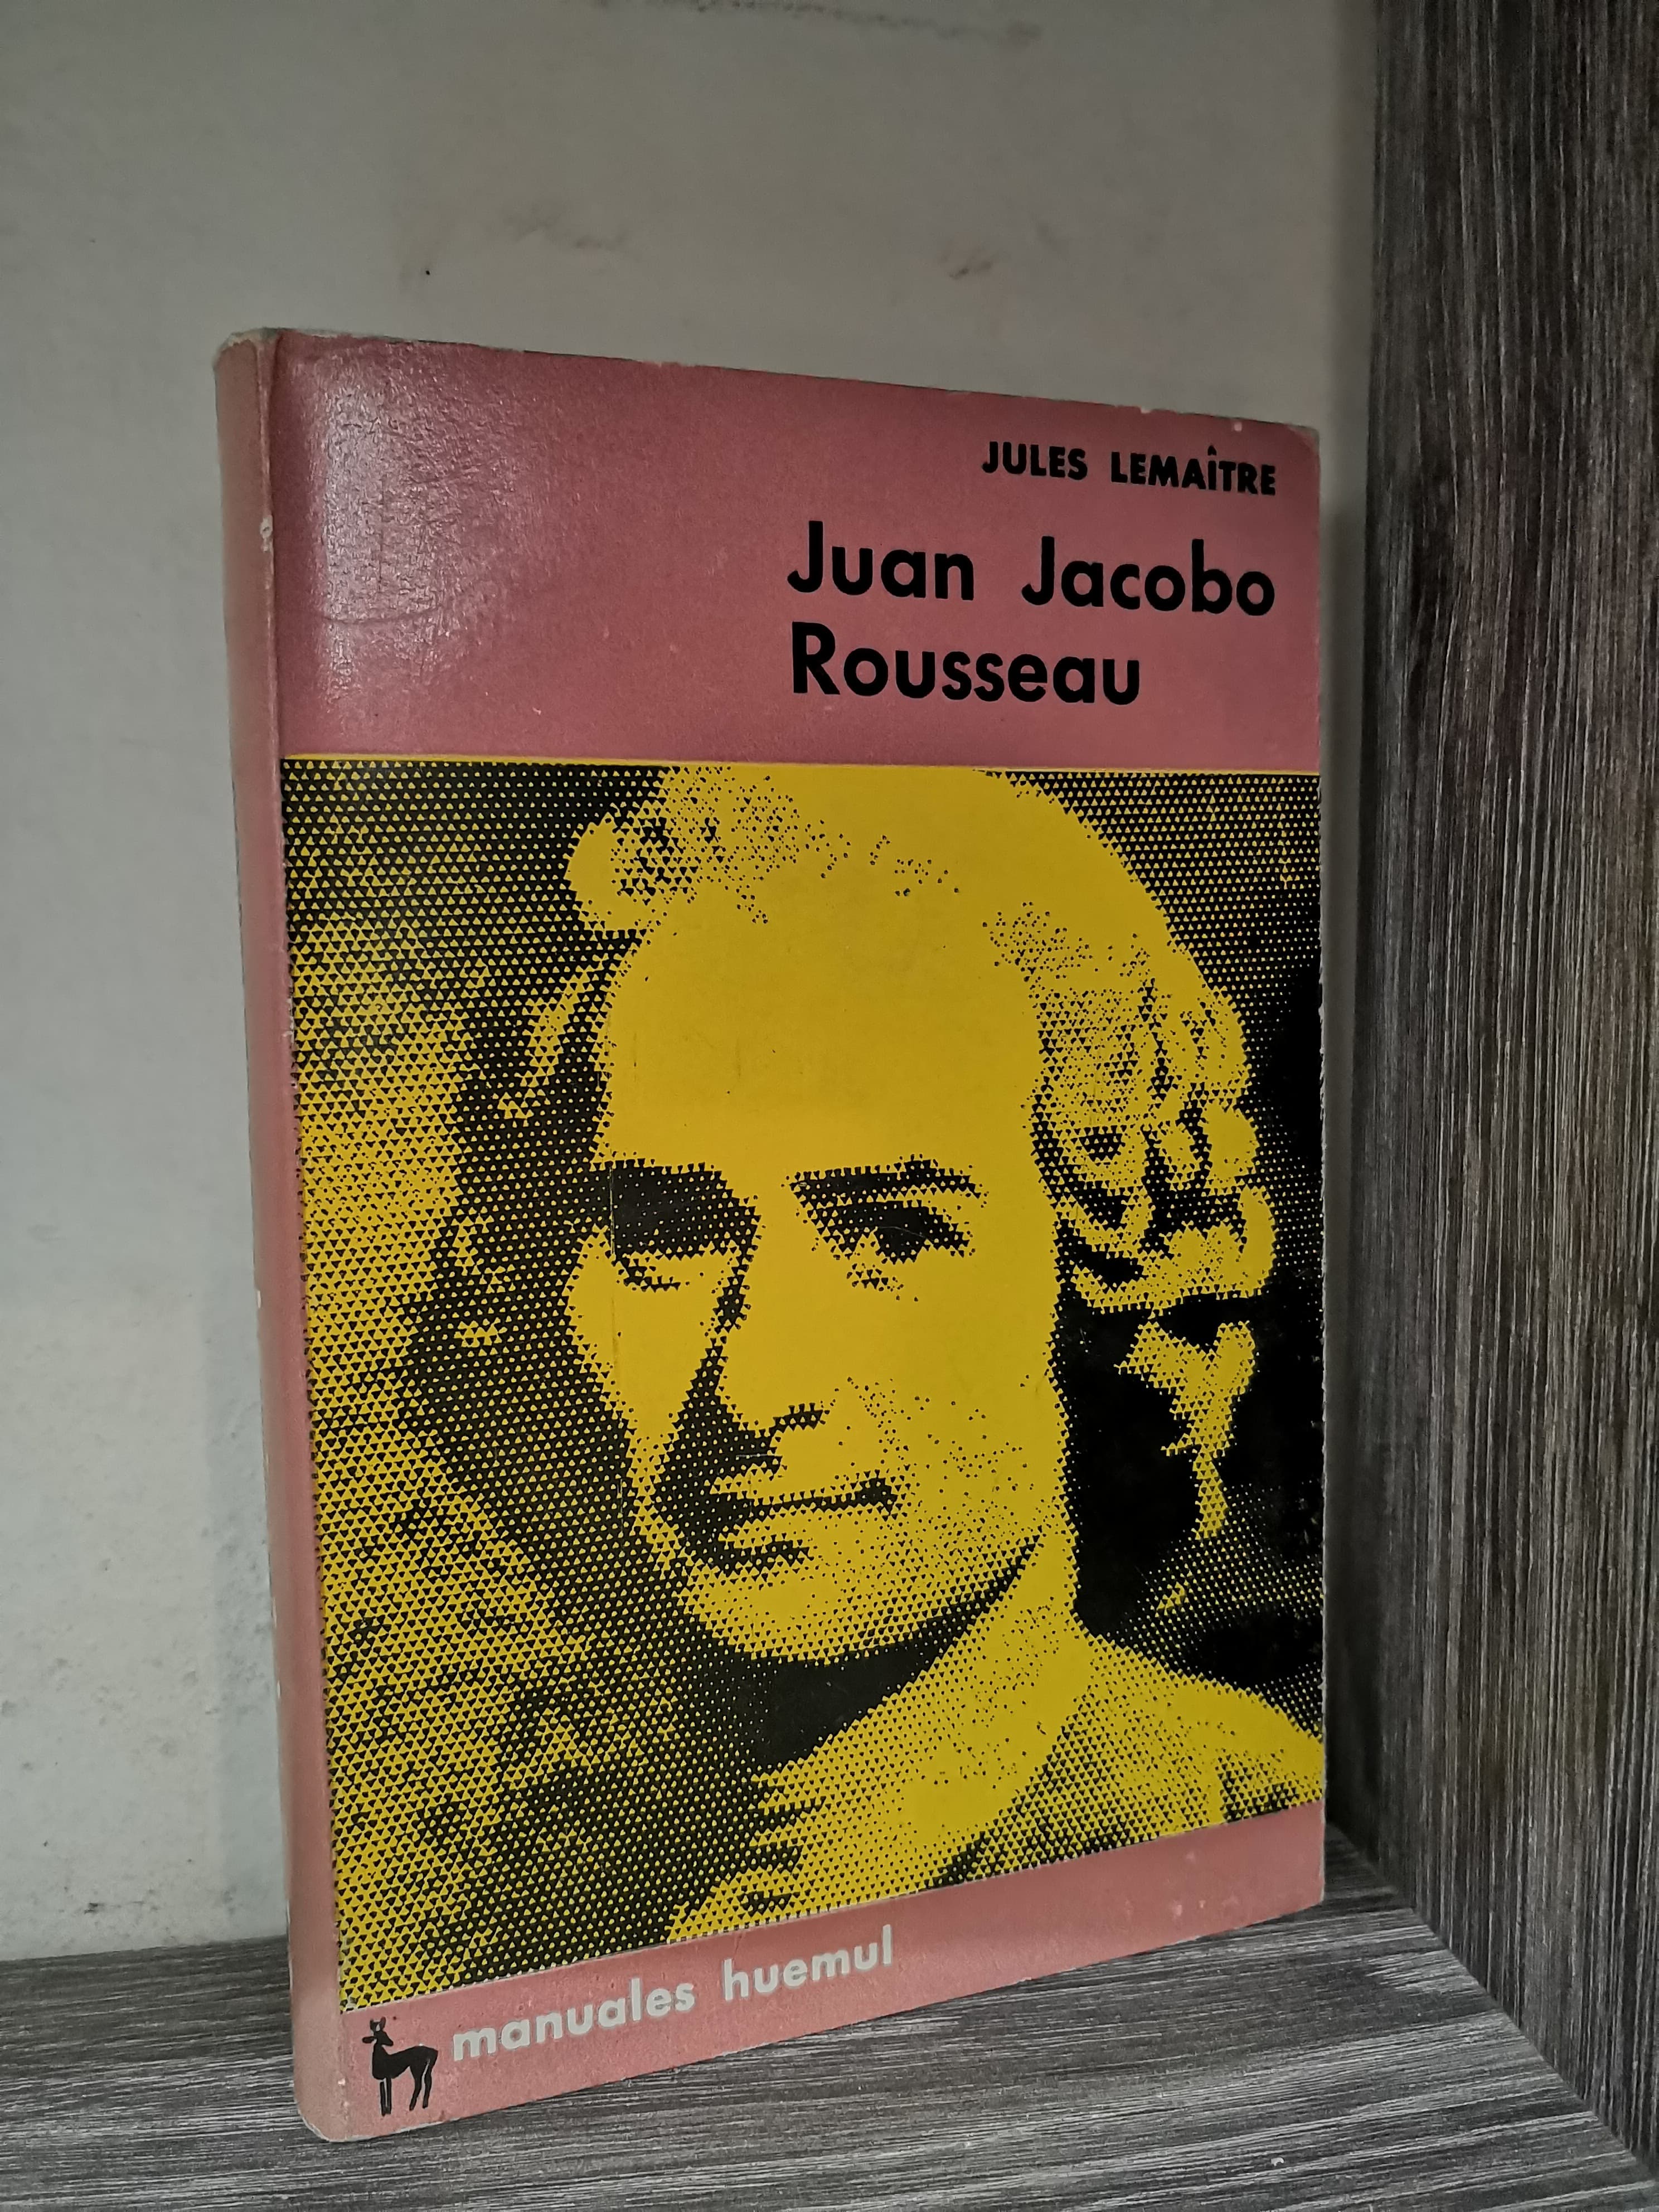 JULES LEMAÎTRE
Juan Jacobo
Rousseau
manuales huemul